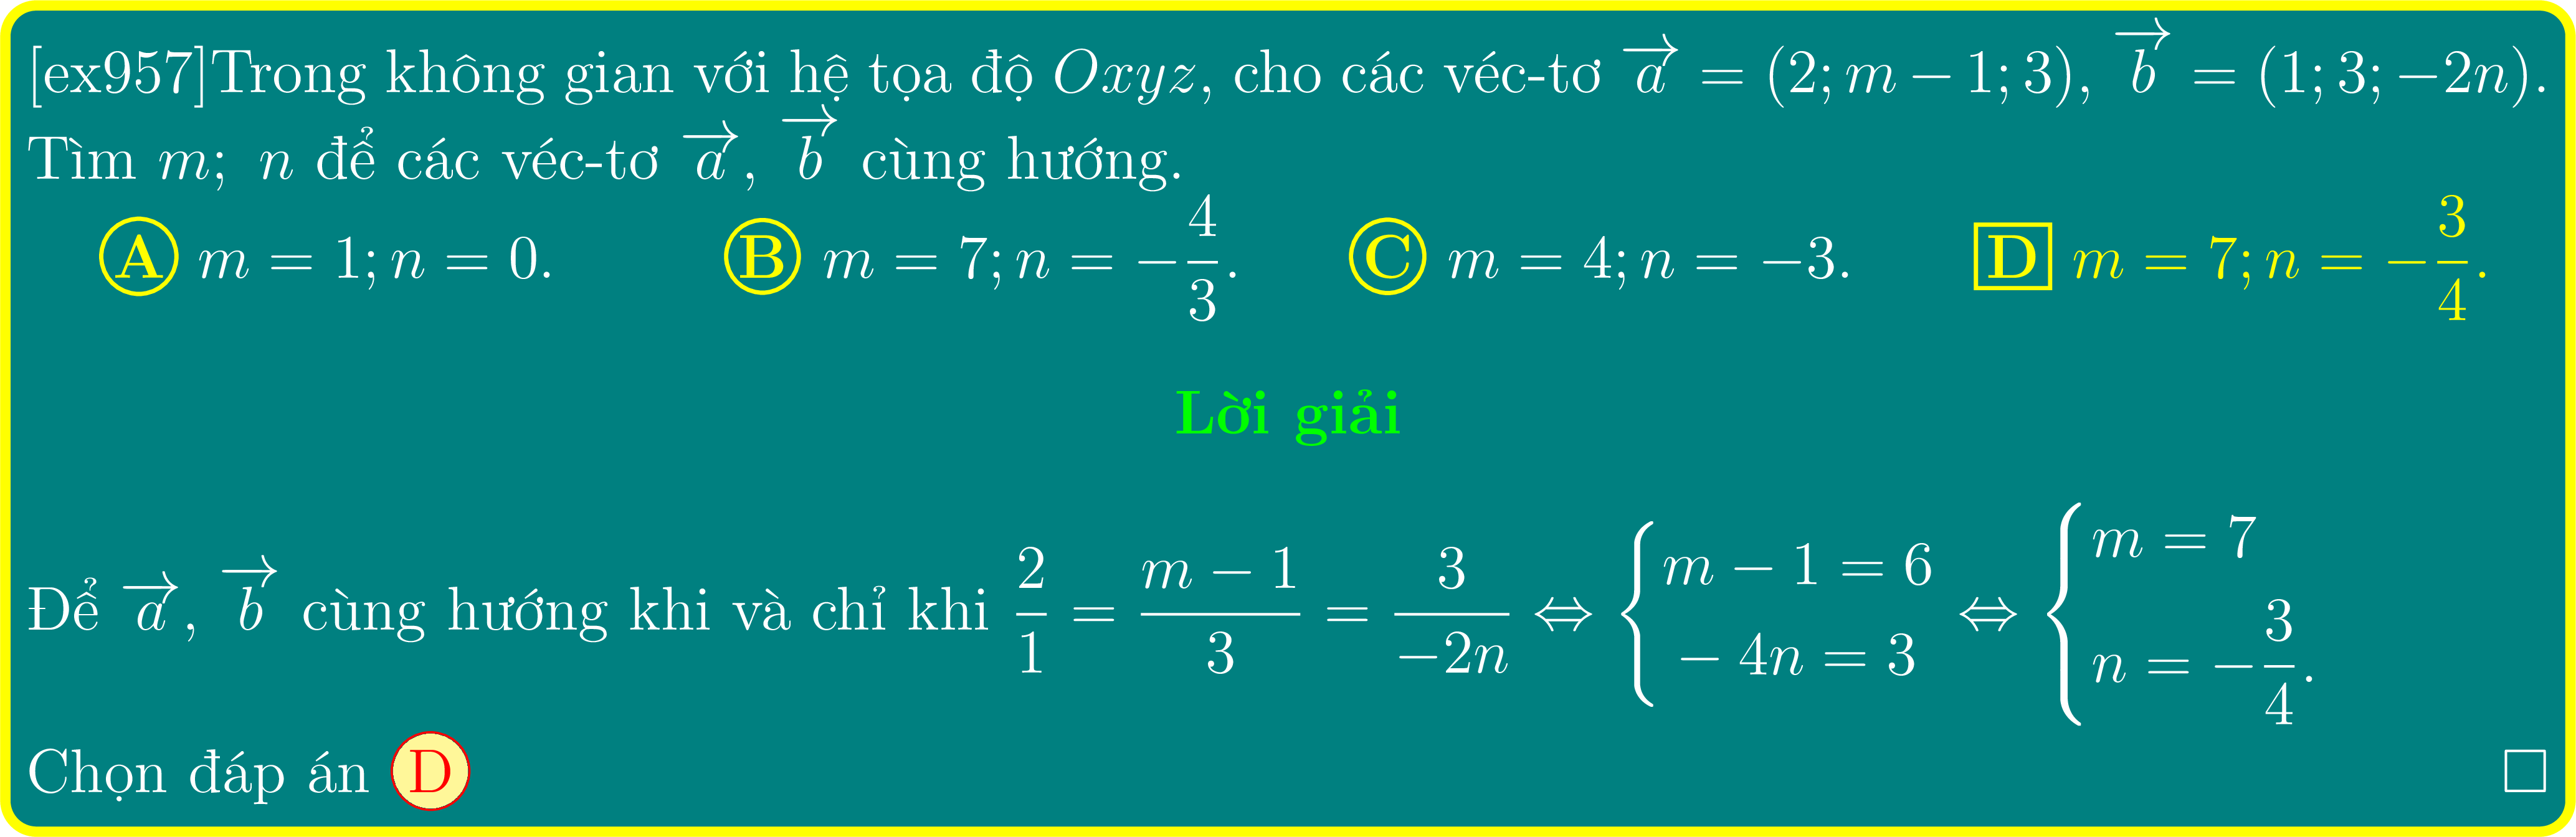 [ex957]Trong không gian với hệ tọa độ Oxyz, cho các véc-tơ $\overrightarrow{a} = (2; m - 1; 3)$, $\overrightarrow{b} = (1; 3; -2n)$.
Tìm m; n để các véc-tơ $\overrightarrow{a}$, $\overrightarrow{b}$ cùng hướng.
A $m = 1; n = 0$. B $m = 7; n = -\frac{4}{3}$. C $m = 4; n = -3$. D $m = 7; n = -\frac{3}{4}$.
Lời giải
Để $\overrightarrow{a}$, $\overrightarrow{b}$ cùng hướng khi và chỉ khi $\frac{2}{1} = \frac{m - 1}{3} = \frac{3}{-2n} \Leftrightarrow \begin{cases} m - 1 = 6 \\ - 4n = 3 \end{cases} \Leftrightarrow \begin{cases} m = 7 \\ n = -\frac{3}{4}. \end{cases}$
Chọn đáp án D □